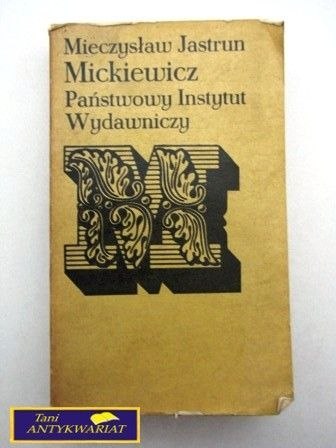 Mieczysław Jastrun
Mickiewicz
Państwowy Instytut
Wydawniczy
M
Tani
ANTYKWARIAT